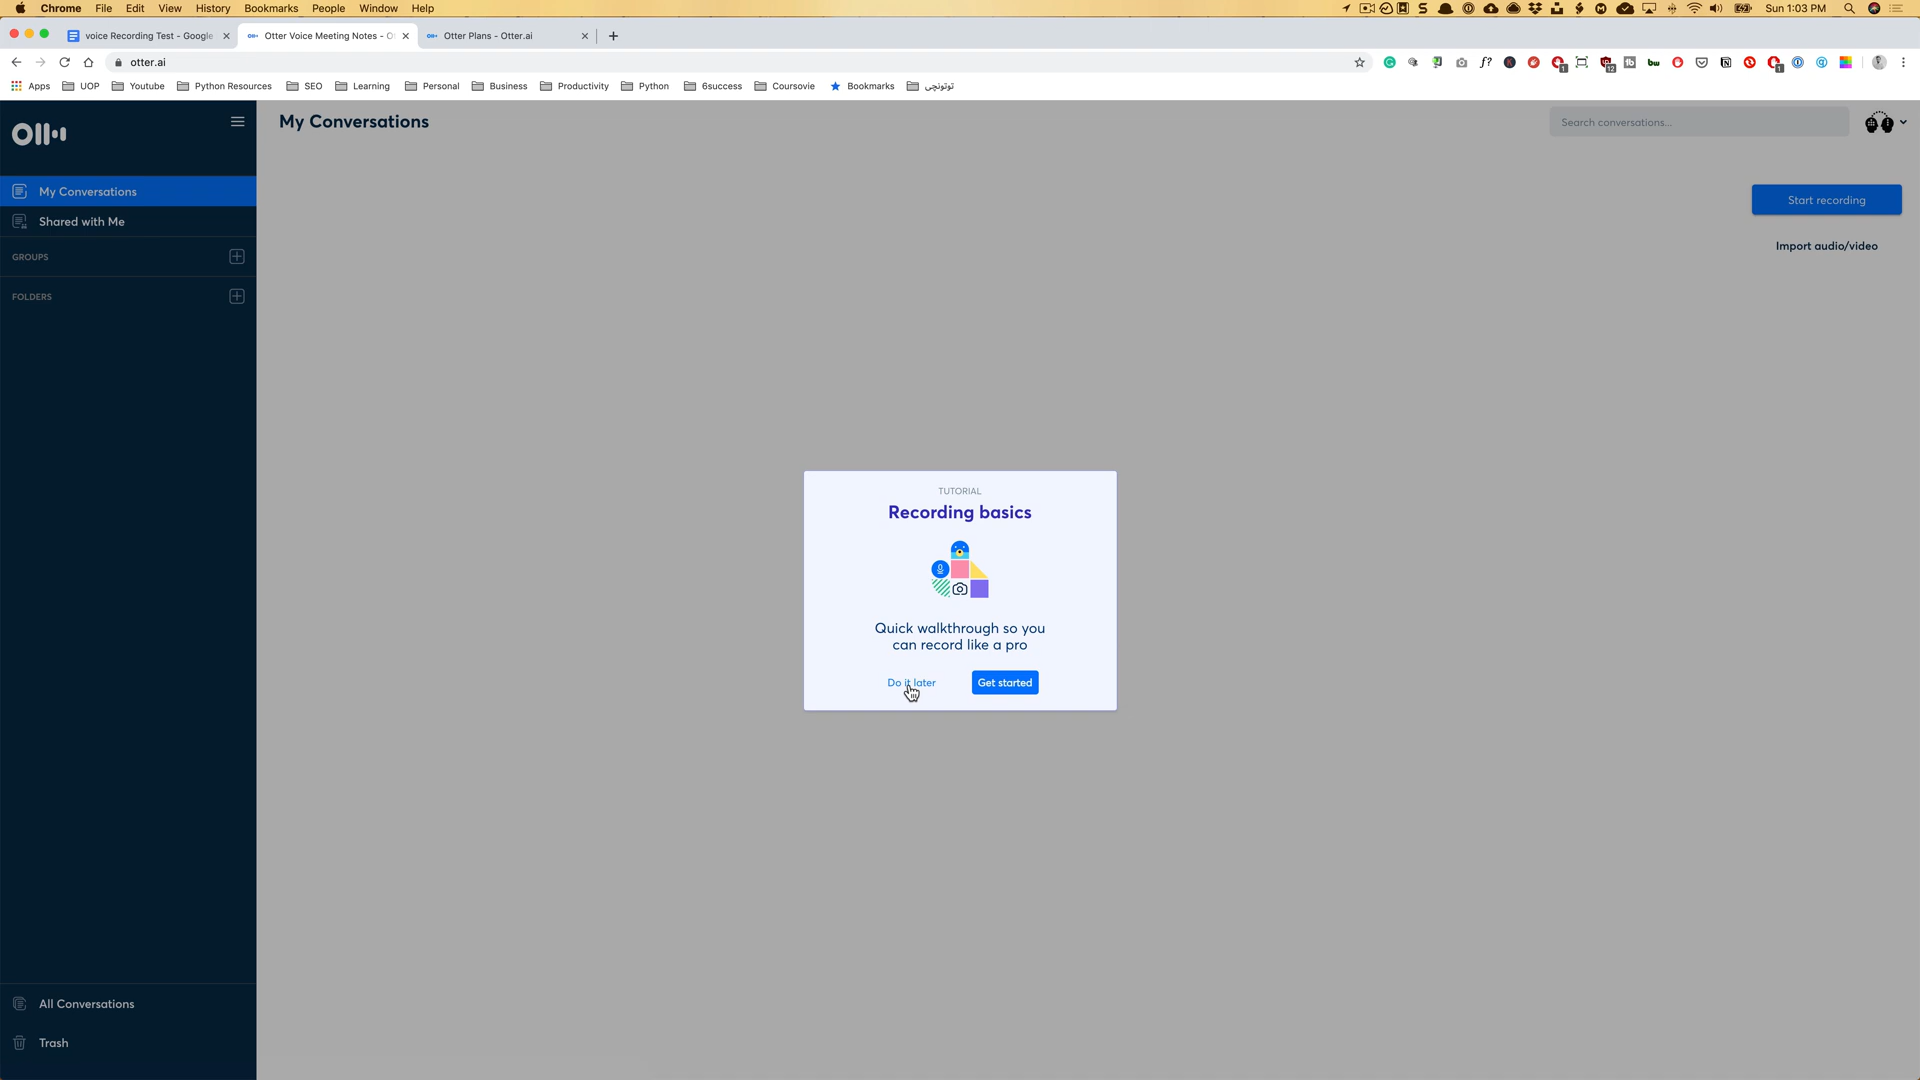 Chrome File Edit View History Bookmarks People Window Help Sun 1:03 PM
voice Recording Test - Google
Otter Voice Meeting Notes - O
Otter Plans - Otter.ai
otter.ai
Apps UOP Youtube Python Resources SEO Learning Personal Business Productivity Python 6success Coursovie Bookmarks توتونچی
My Conversations
Search conversations...
My Conversations
Shared with Me
Start recording
Import audio/video
GROUPS
FOLDERS
TUTORIAL
Recording basics
Quick walkthrough so you
can record like a pro
Do it later
Get started
All Conversations
Trash